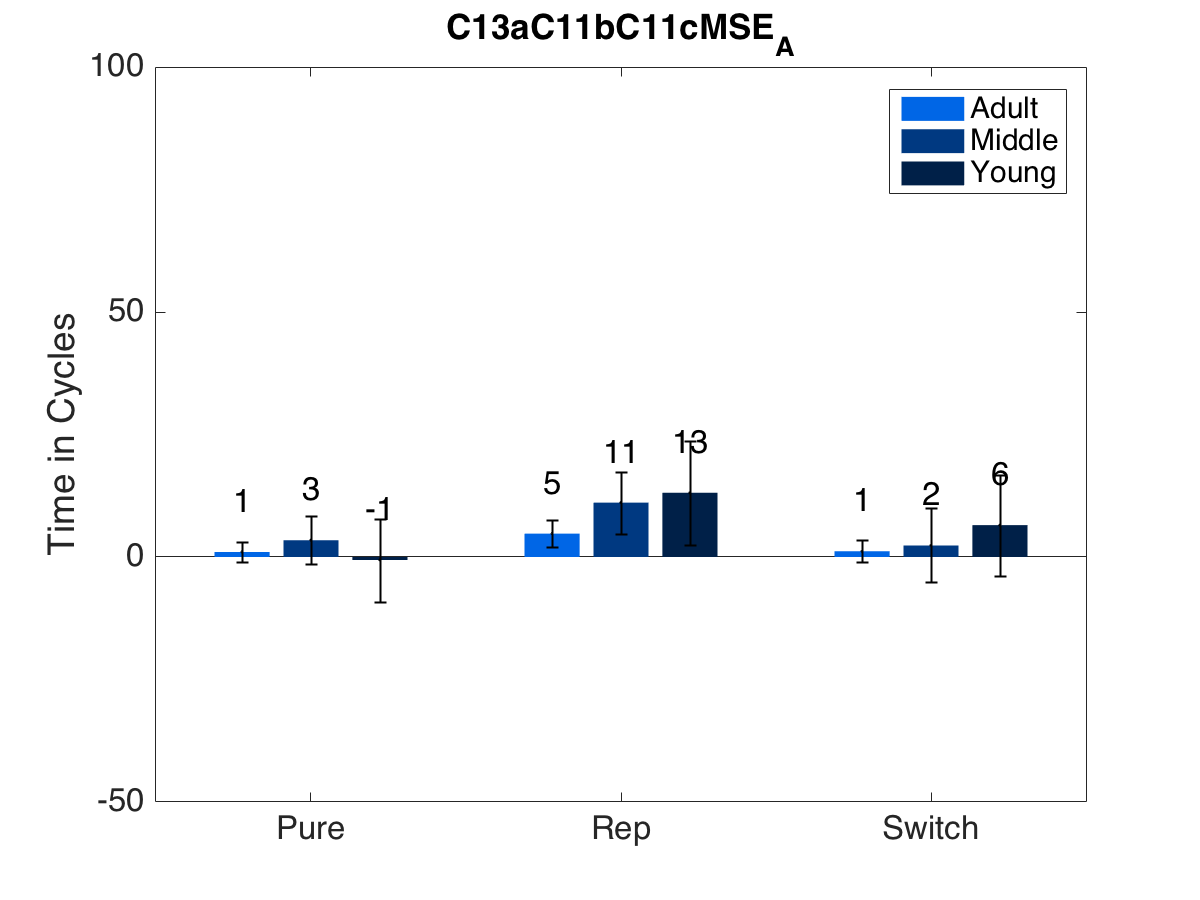 C13aC11bC11cMSE_A
100
50
0
-50
Time in Cycles
Adult
Middle
Young
1
3
-1
5
11
13
1
2
6
Pure
Rep
Switch